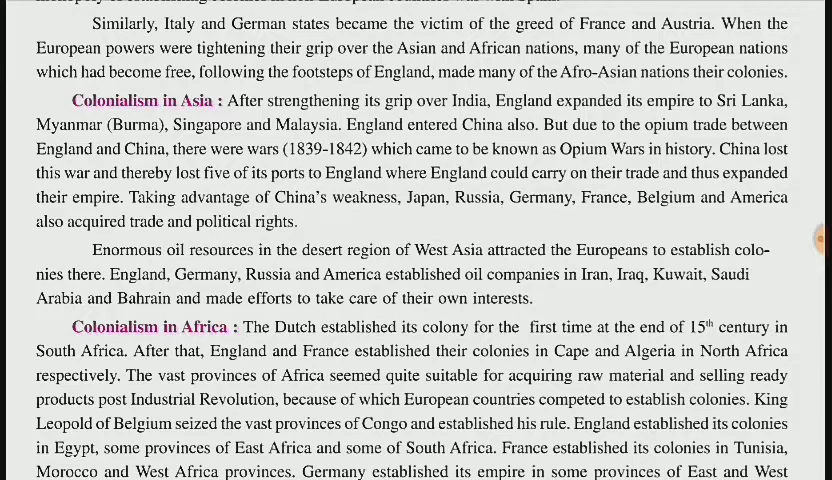 Similarly, Italy and German states became the victim of the greed of France and Austria. When the
European powers were tightening their grip over the Asian and African nations, many of the European nations
which had become free, following the footsteps of England, made many of the Afro-Asian nations their colonies.
Colonialism in Asia : After strengthening its grip over India, England expanded its empire to Sri Lanka,
Myanmar (Burma), Singapore and Malaysia. England entered China also. But due to the opium trade between
England and China, there were wars (1839-1842) which came to be known as Opium Wars in history. China lost
this war and thereby lost five of its ports to England where England could carry on their trade and thus expanded
their empire. Taking advantage of China's weakness, Japan, Russia, Germany, France, Belgium and America
also acquired trade and political rights.
Enormous oil resources in the desert region of West Asia attracted the Europeans to establish colo-
nies there. England, Germany, Russia and America established oil companies in Iran, Iraq, Kuwait, Saudi
Arabia and Bahrain and made efforts to take care of their own interests.
Colonialism in Africa : The Dutch established its colony for the first time at the end of 15th century in
South Africa. After that, England and France established their colonies in Cape and Algeria in North Africa
respectively. The vast provinces of Africa seemed quite suitable for acquiring raw material and selling ready
products post Industrial Revolution, because of which European countries competed to establish colonies. King
Leopold of Belgium seized the vast provinces of Congo and established his rule. England established its colonies
in Egypt, some provinces of East Africa and some of South Africa. France established its colonies in Tunisia,
Morocco and West Africa provinces. Germany established its empire in some provinces of East and West